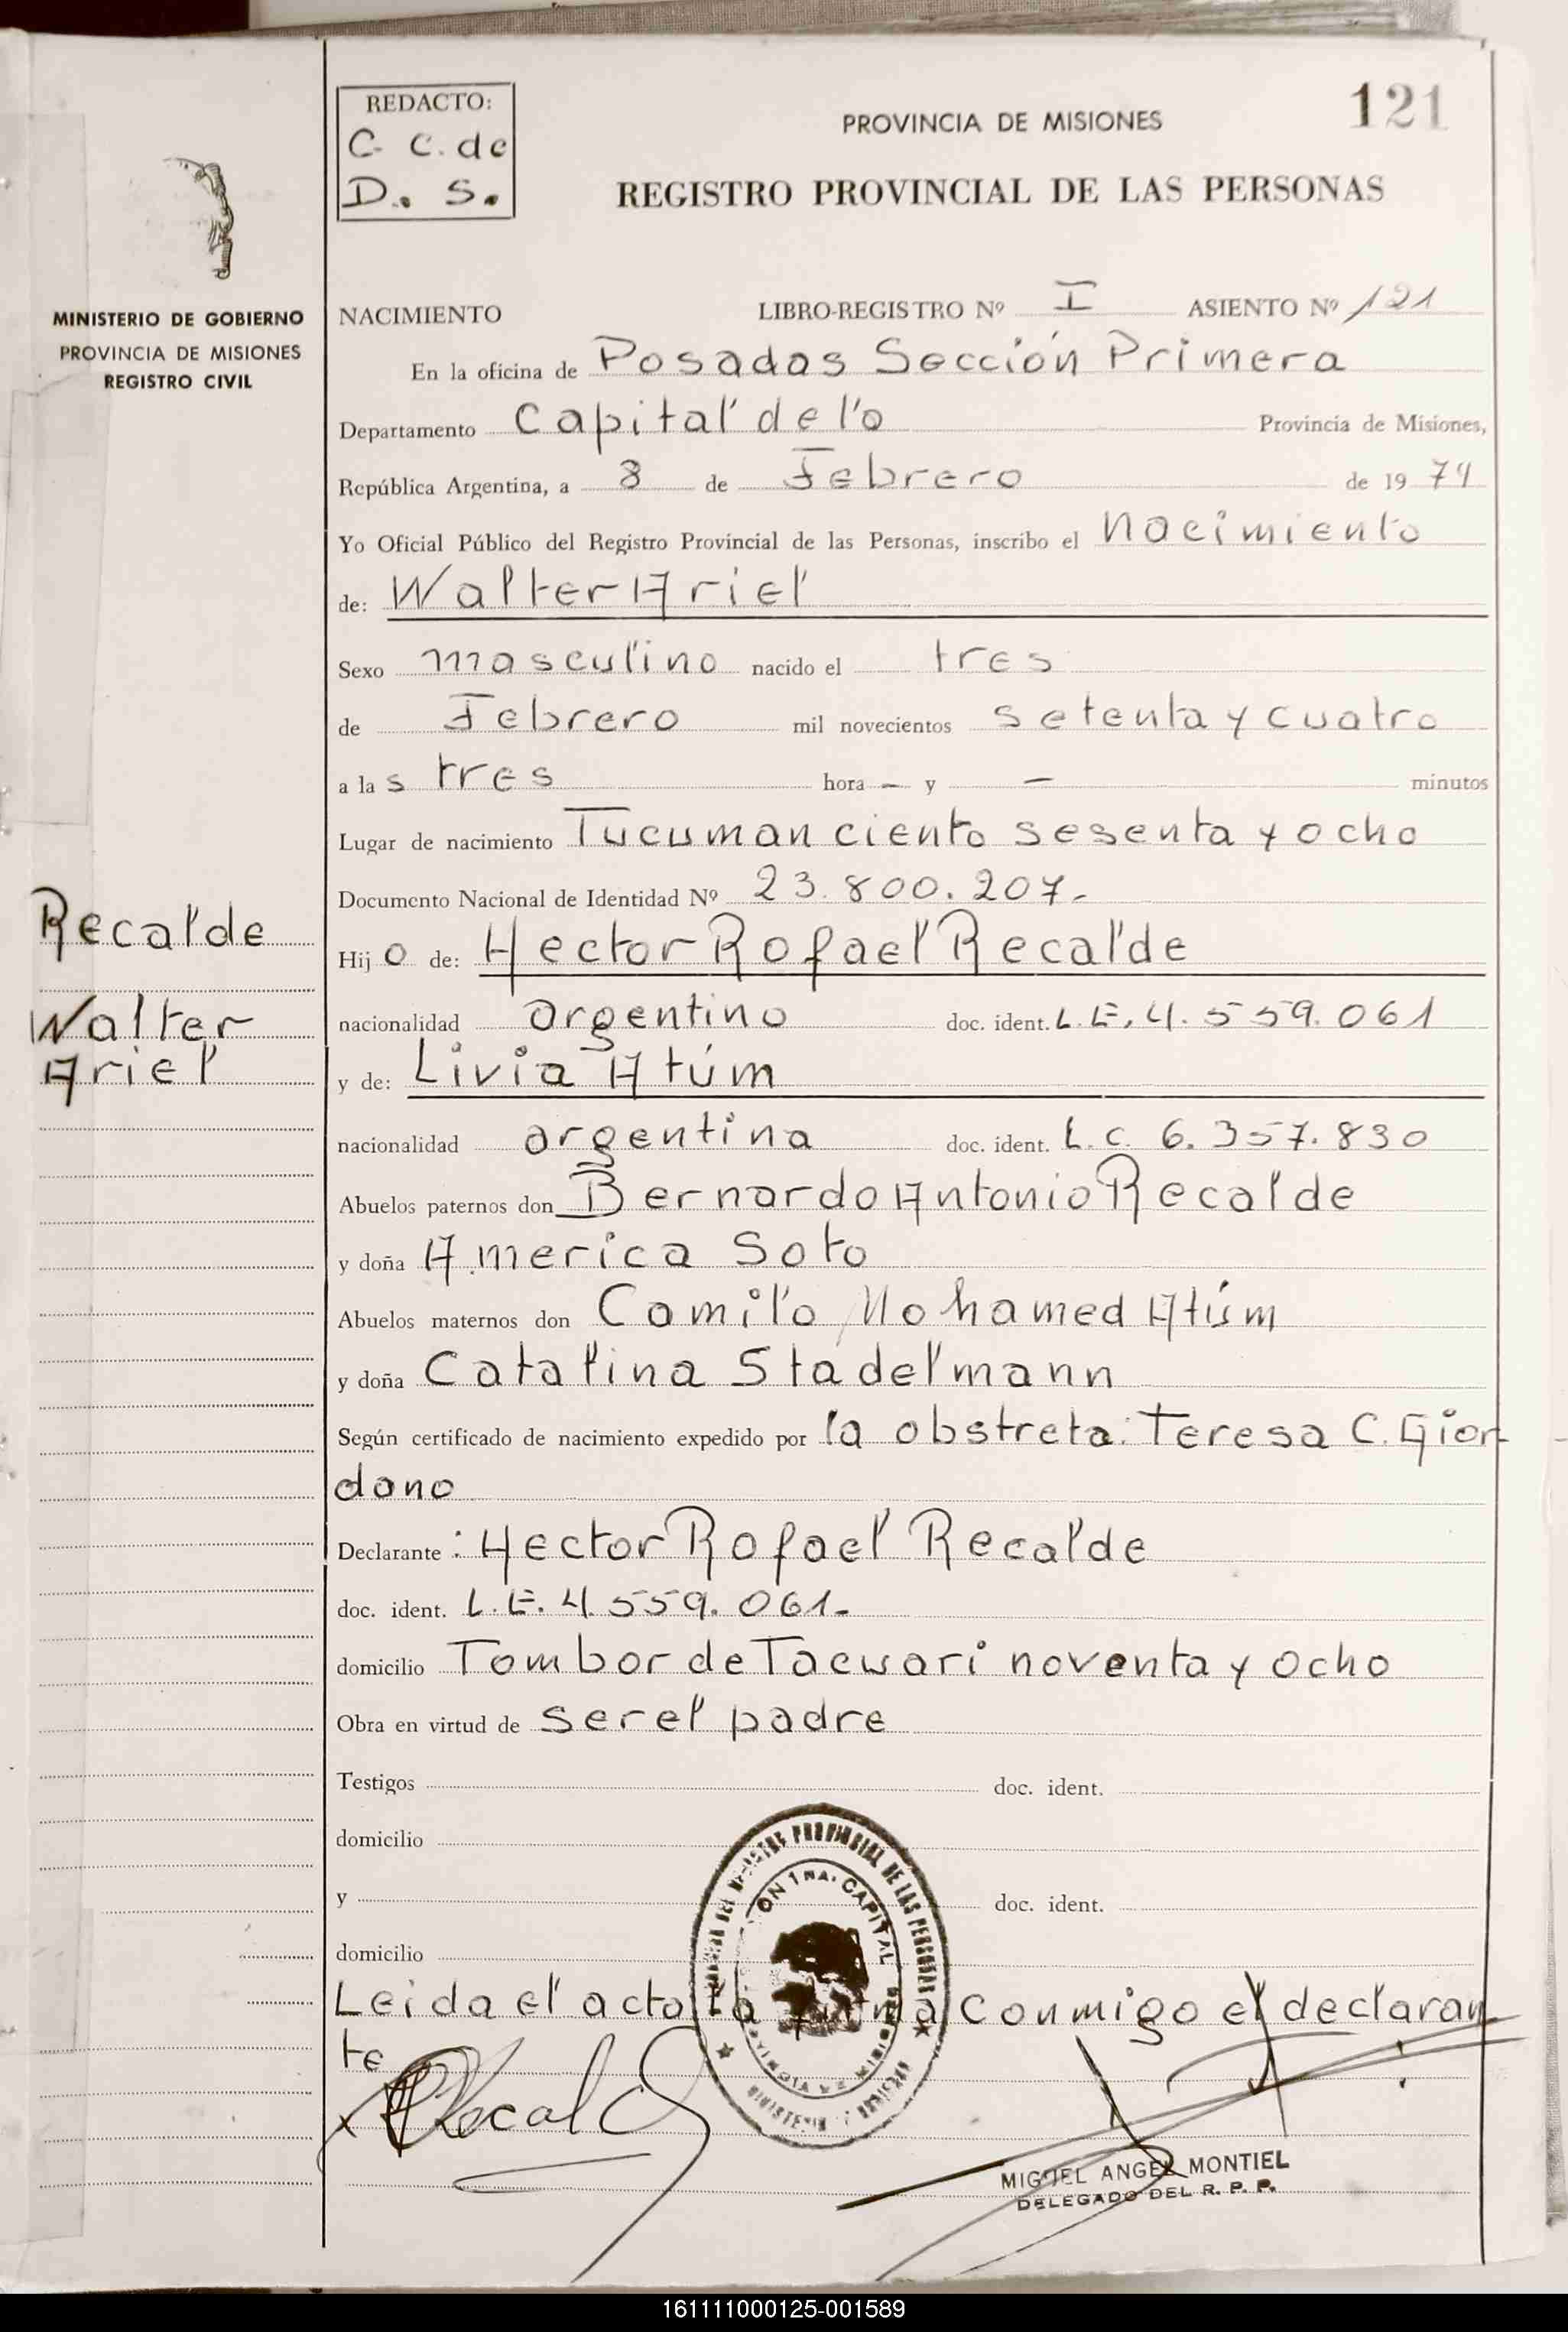 REDACTO:
C. C. de
D. S.
PROVINCIA DE MISIONES
121
REGISTRO PROVINCIAL DE LAS PERSONAS
MINISTERIO DE GOBIERNO
PROVINCIA DE MISIONES
REGISTRO CIVIL
NACIMIENTO LIBRO-REGISTRO Nº I ASIENTO Nº 121
En la oficina de Posadas Sección Primera
Departamento Capital de lo Provincia de Misiones,
República Argentina, a 8 de Febrero de 1974
Yo Oficial Público del Registro Provincial de las Personas, inscribo el nacimiento
de: Walter Ariel
Sexo masculino nacido el tres
de Febrero mil novecientos setenta y cuatro
a las tres hora — y — minutos
Lugar de nacimiento Tucuman ciento sesenta y ocho
Documento Nacional de Identidad Nº 23.800.207.-
Recalde
Walter
Ariel
Hijo de: Hector Rafael Recalde
nacionalidad argentino doc. ident. L.E. 4.559.061
y de: Livia Atúm
nacionalidad argentina doc. ident. L.C. 6.357.830
Abuelos paternos don Bernardo Antonio Recalde
y doña America Soto
Abuelos maternos don Camilo Mohamed Atúm
y doña Catalina Stadelmann
Según certificado de nacimiento expedido por la obstreta: Teresa C. Gior
dano
Declarante : Hector Rafael Recalde
doc. ident. L.E. 4.559.061.-
domicilio Tambor de Tacuari noventa y ocho
Obra en virtud de ser el padre
Testigos doc. ident.
domicilio
y doc. ident.
domicilio
Leida el acta la firma conmigo el declaran
te
PROVINCIAL DE LAS PERSONAS
1RA. CAPITAL
MIGUEL ANGEL MONTIEL
DELEGADO DEL R. P. P.
161111000125-001589